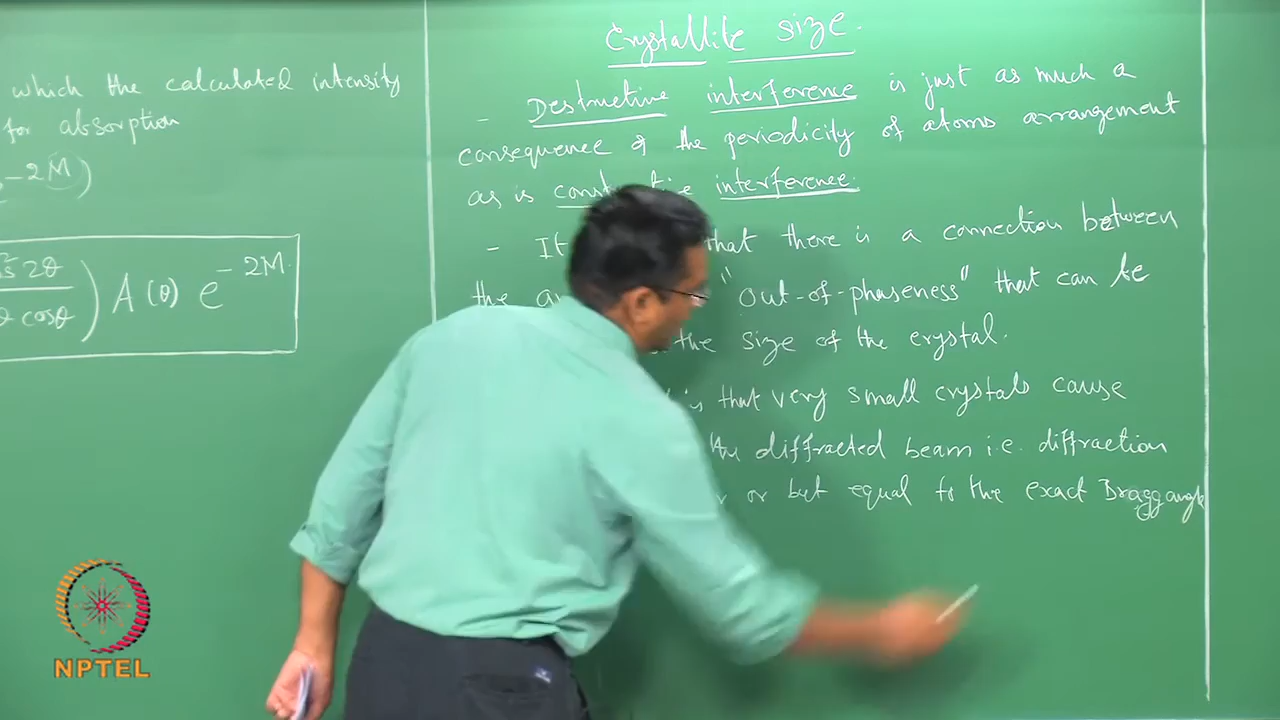 which the calculated intensity
for absorption
-2M)
2θ
θ cosθ ) A(θ) e^-2M.
Crystallite size.
- Destructive interference is just as much a
consequence of the periodicity of atoms arrangement
as is interference.
- It that there is a connection between
the "out-of-phaseness" that can be
the size of the crystal.
is that very small crystals cause
diffracted beam i.e. diffraction
or but equal to the exact Bragg angle
NPTEL